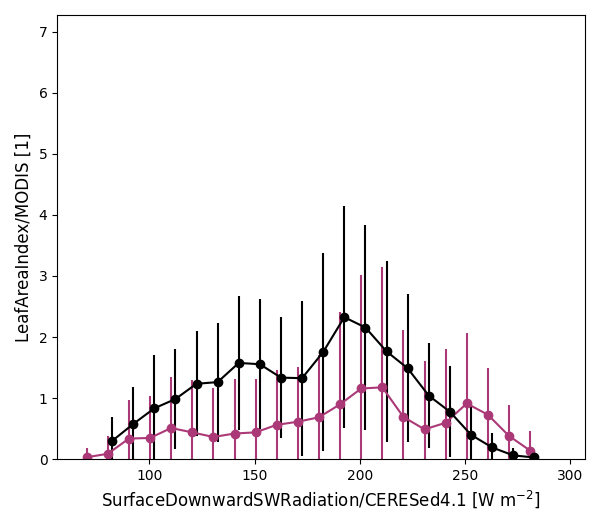 7
6
5
4
3
2
1
0
LeafAreaIndex/MODIS [1]
100 150 200 250 300
SurfaceDownwardSWRadiation/CERESed4.1 [W m⁻²]